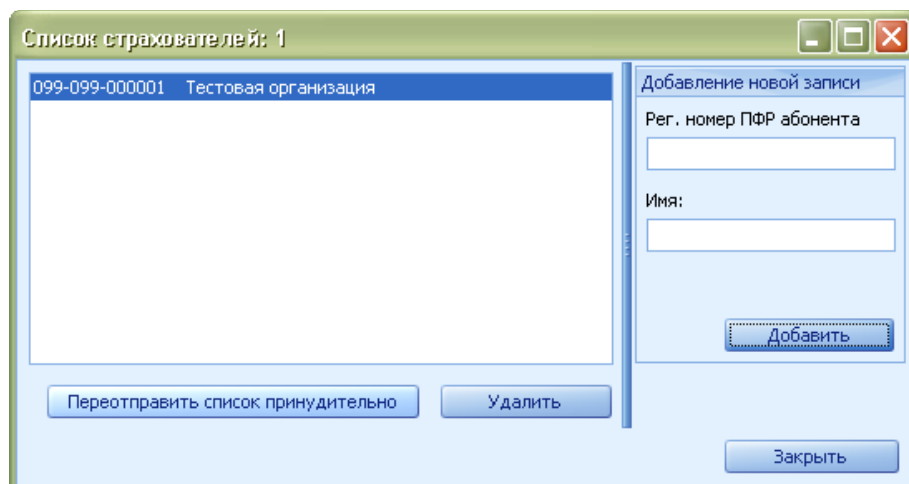 Список страхователей: 1
099-099-000001 Тестовая организация
Добавление новой записи
Рег. номер ПФР абонента
Имя:
Добавить
Переотправить список принудительно
Удалить
Закрыть